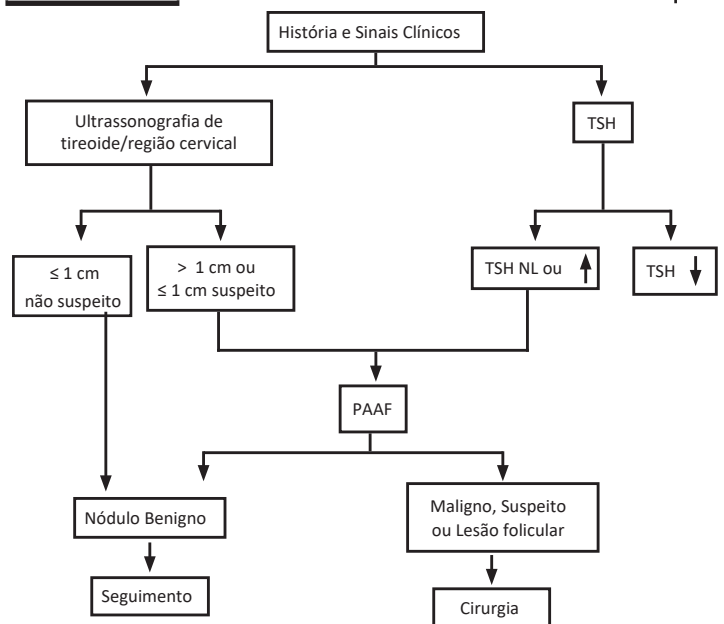 História e Sinais Clínicos
Ultrassonografia de
tireoide/região cervical
TSH
≤ 1 cm
não suspeito
> 1 cm ou
≤ 1 cm suspeito
TSH NL ou
TSH
PAAF
Nódulo Benigno
Maligno, Suspeito
ou Lesão folicular
Seguimento
Cirurgia